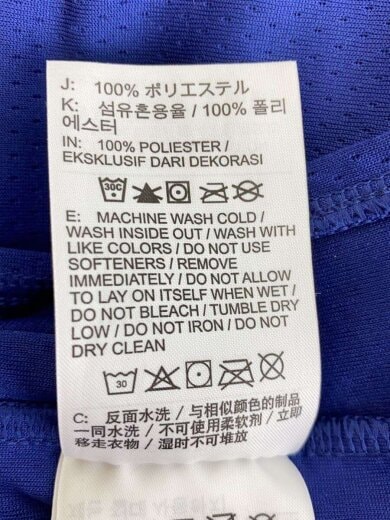 J: 100% ポリエステル
K: 섬유혼용율 / 100% 폴리
에스터
IN: 100% POLIESTER /
EKSKLUSIF DARI DEKORASI
30C
E: MACHINE WASH COLD /
WASH INSIDE OUT / WASH WITH
LIKE COLORS / DO NOT USE
SOFTENERS / REMOVE
IMMEDIATELY / DO NOT ALLOW
TO LAY ON ITSELF WHEN WET /
DO NOT BLEACH / TUMBLE DRY
LOW / DO NOT IRON / DO NOT
DRY CLEAN
30
C: 反面水洗 / 与相似颜色的制品
一同水洗 / 不可使用柔软剂 / 立即
移走衣物 / 湿时不可堆放